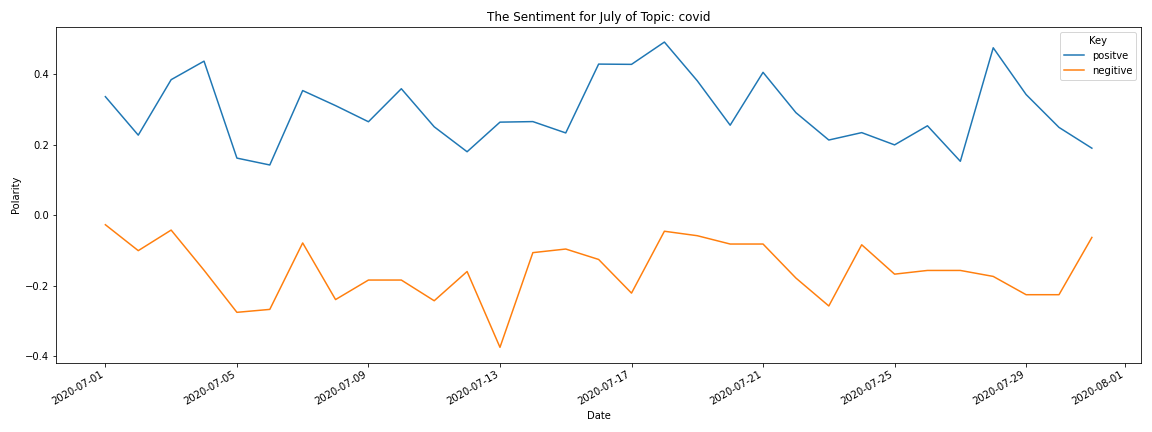 The Sentiment for July of Topic: covid
Key
positve
negitive
Polarity
0.4
0.2
0.0
−0.2
−0.4
2020-07-01
2020-07-05
2020-07-09
2020-07-13
2020-07-17
2020-07-21
2020-07-25
2020-07-29
2020-08-01
Date